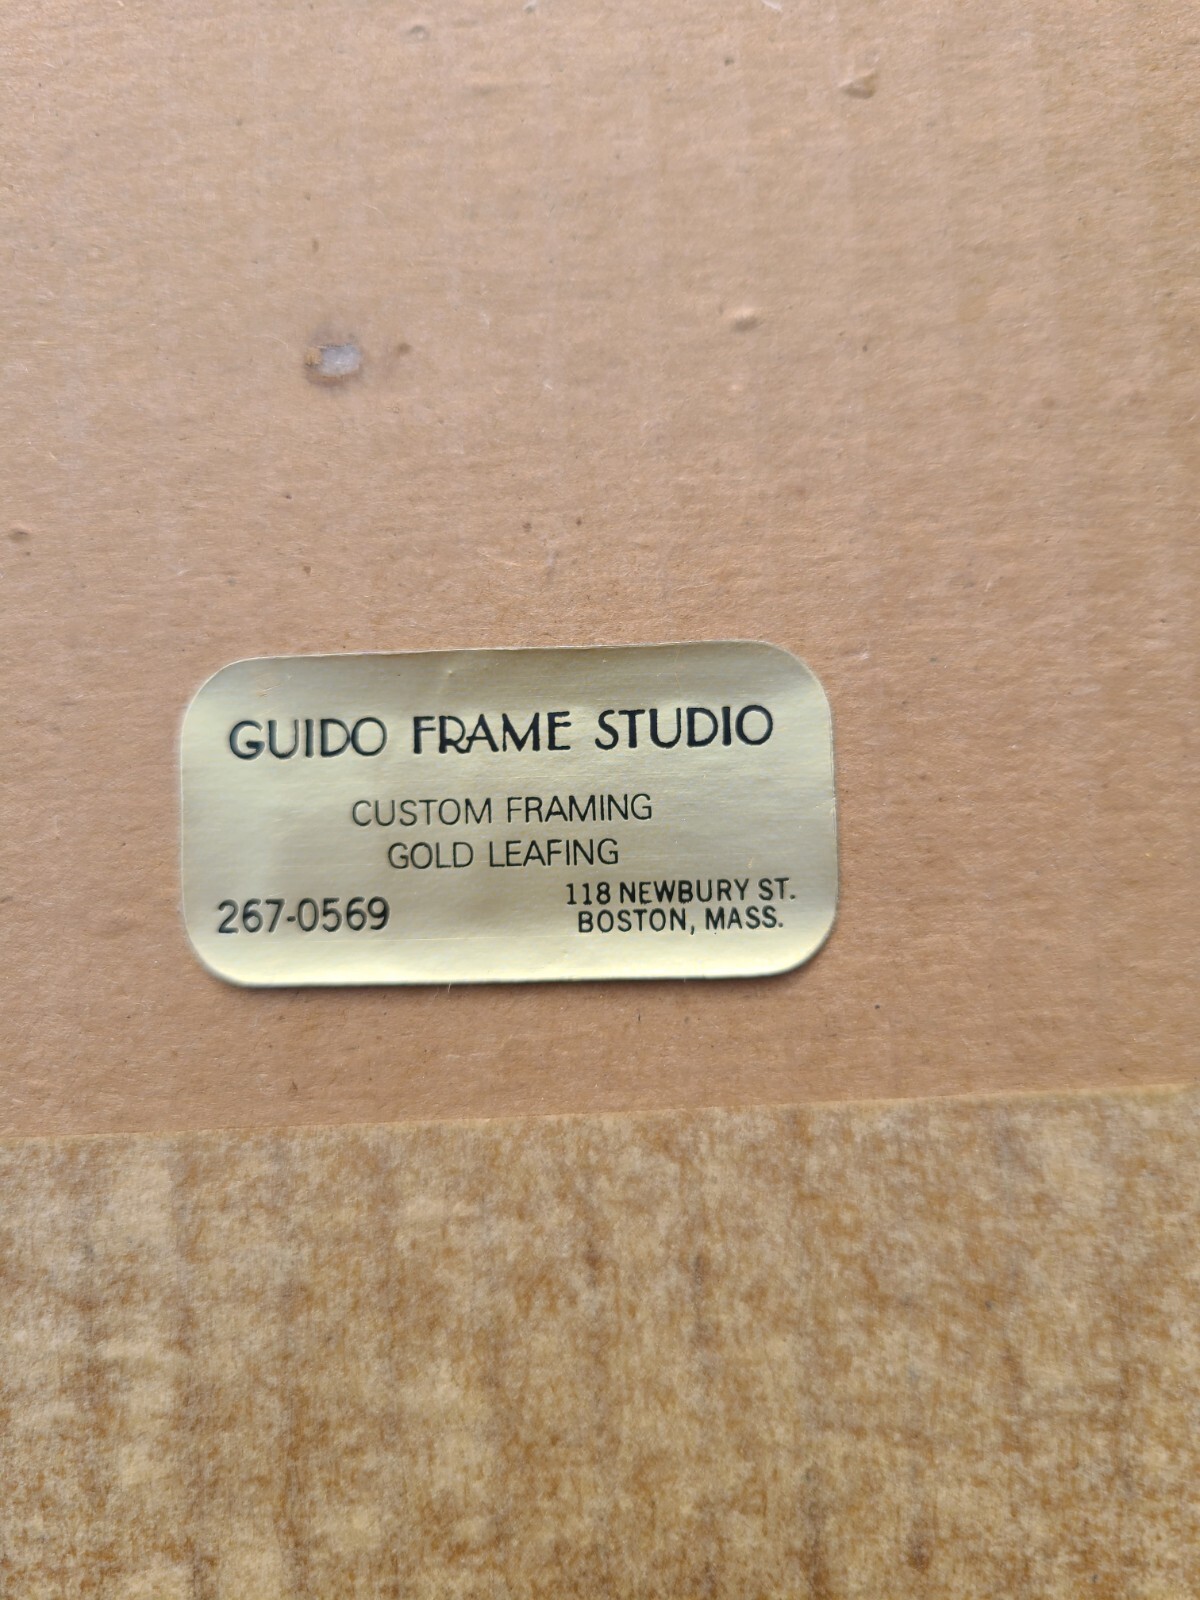 GUIDO FRAME STUDIO
CUSTOM FRAMING
GOLD LEAFING
267-0569
118 NEWBURY ST.
BOSTON, MASS.